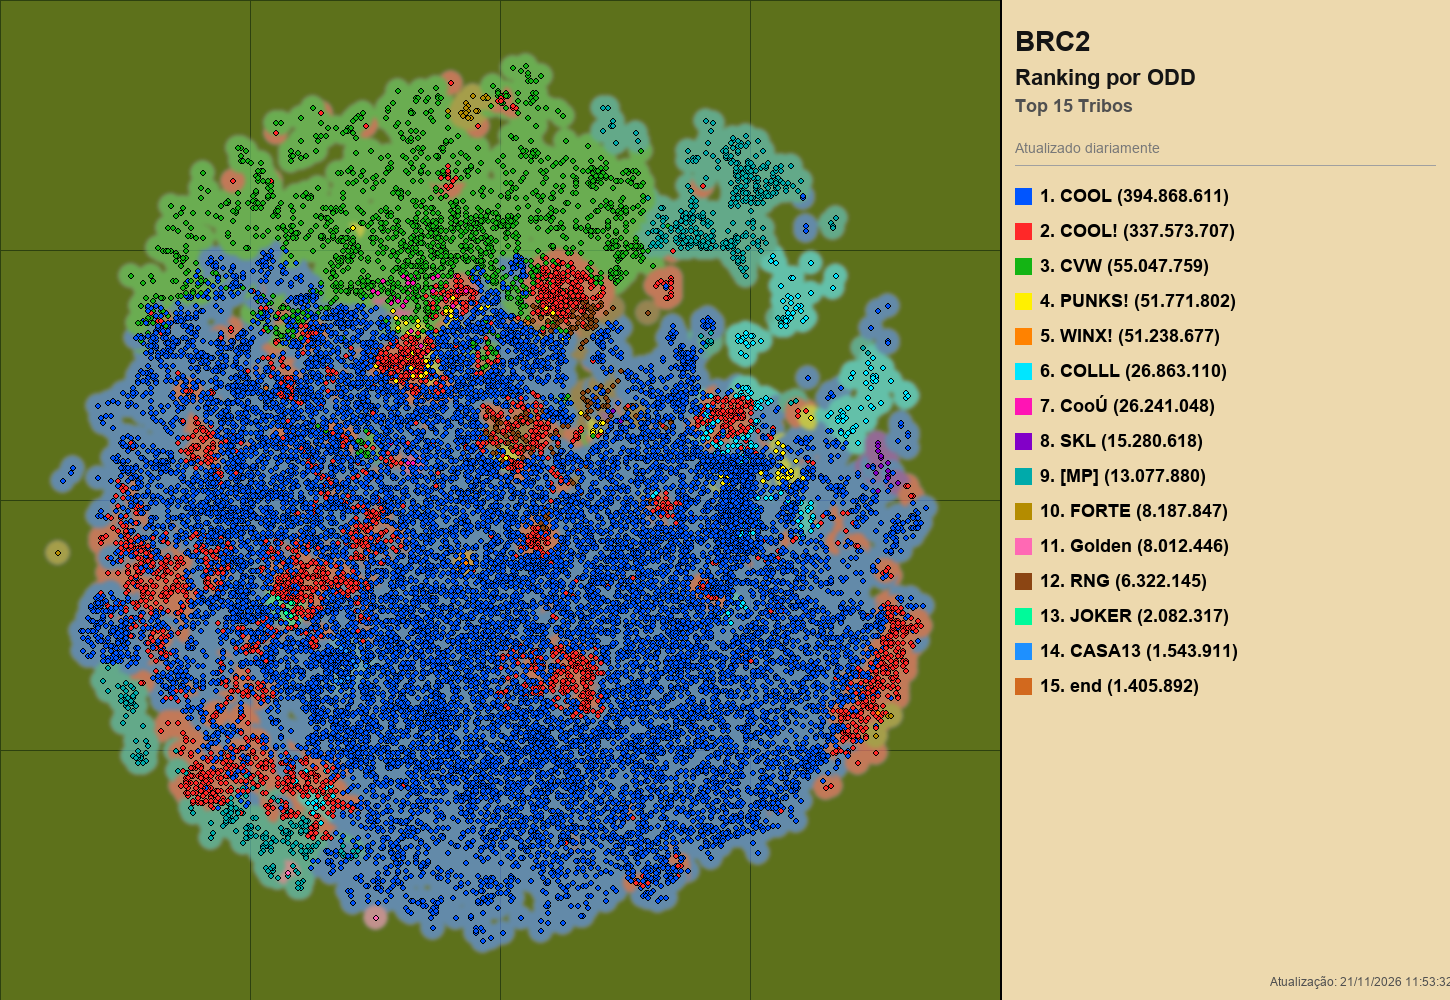 BRC2
Ranking por ODD
Top 15 Tribos
Atualizado diariamente
1. COOL (394.868.611)
2. COOL! (337.573.707)
3. CVW (55.047.759)
4. PUNKS! (51.771.802)
5. WINX! (51.238.677)
6. COLLL (26.863.110)
7. CooÚ (26.241.048)
8. SKL (15.280.618)
9. [MP] (13.077.880)
10. FORTE (8.187.847)
11. Golden (8.012.446)
12. RNG (6.322.145)
13. JOKER (2.082.317)
14. CASA13 (1.543.911)
15. end (1.405.892)
Atualização: 21/11/2026 11:53:32